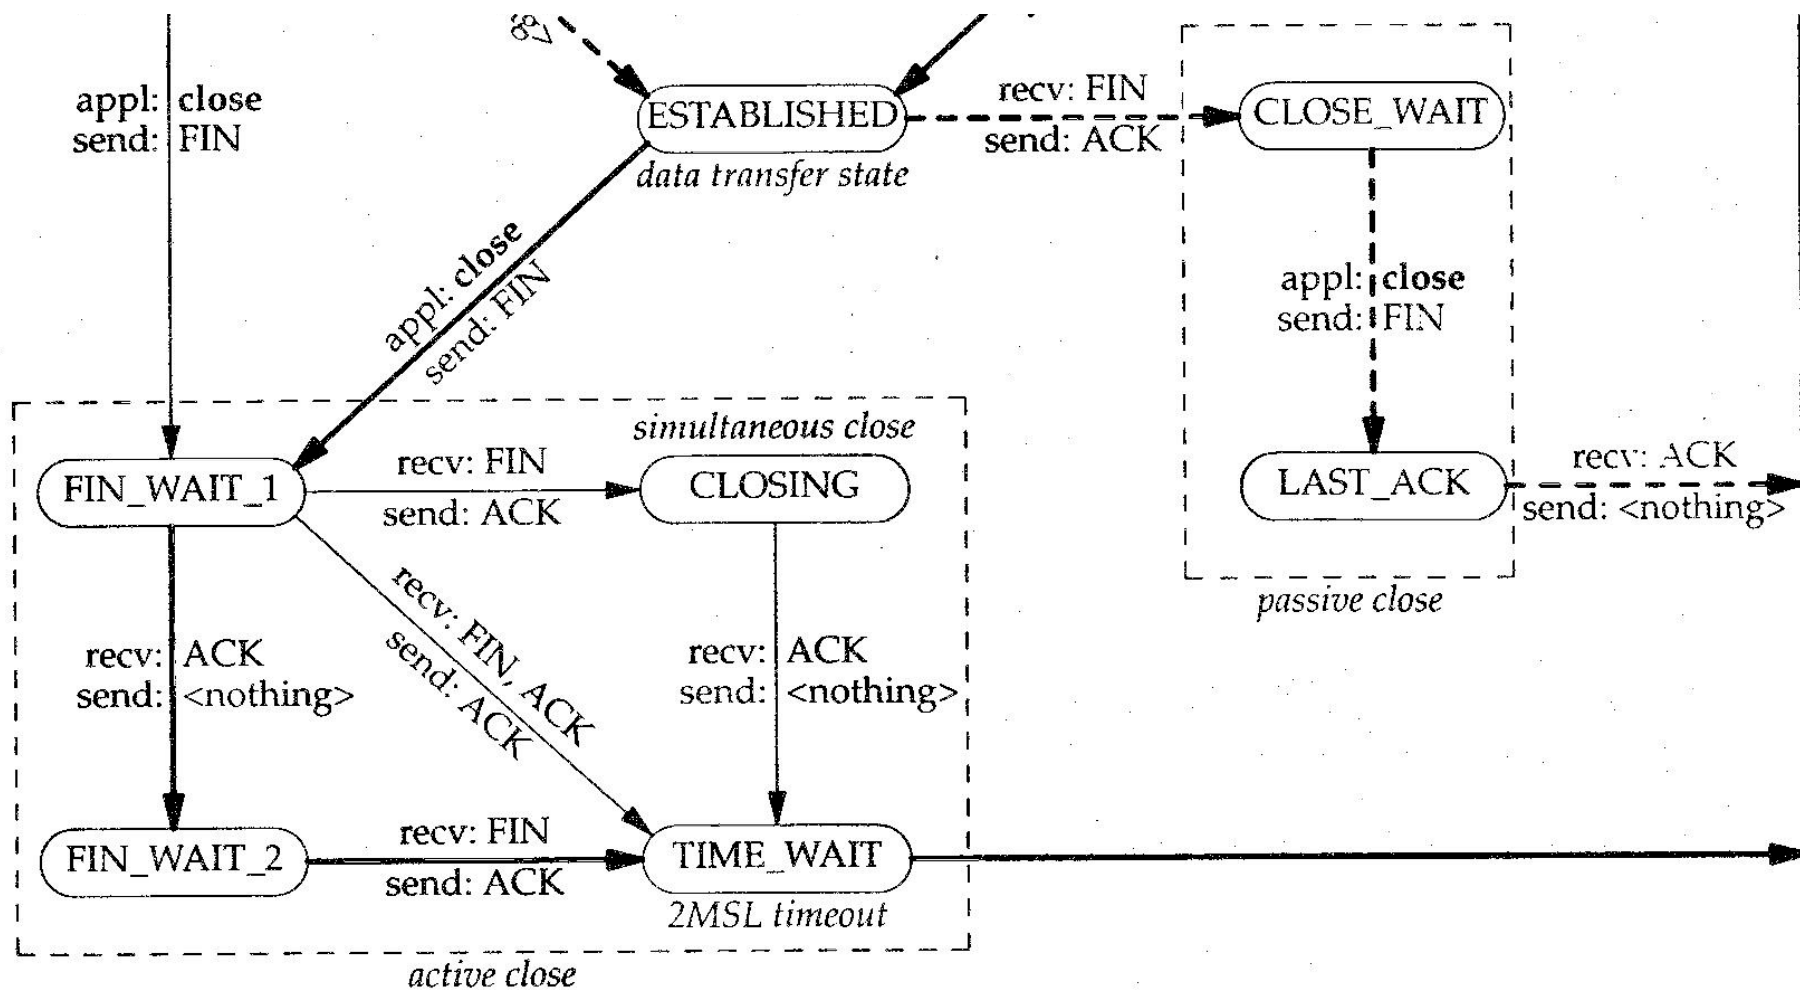 appl: close
send: FIN
ESTABLISHED
data transfer state
recv: FIN
send: ACK
CLOSE_WAIT
appl: close
send: FIN
appl: close
send: FIN
simultaneous close
FIN_WAIT_1
recv: FIN
send: ACK
CLOSING
LAST_ACK
recv: ACK
send: <nothing>
passive close
recv: ACK
send: <nothing>
recv: FIN, ACK
send: ACK
recv: ACK
send: <nothing>
FIN_WAIT_2
recv: FIN
send: ACK
TIME_WAIT
2MSL timeout
active close